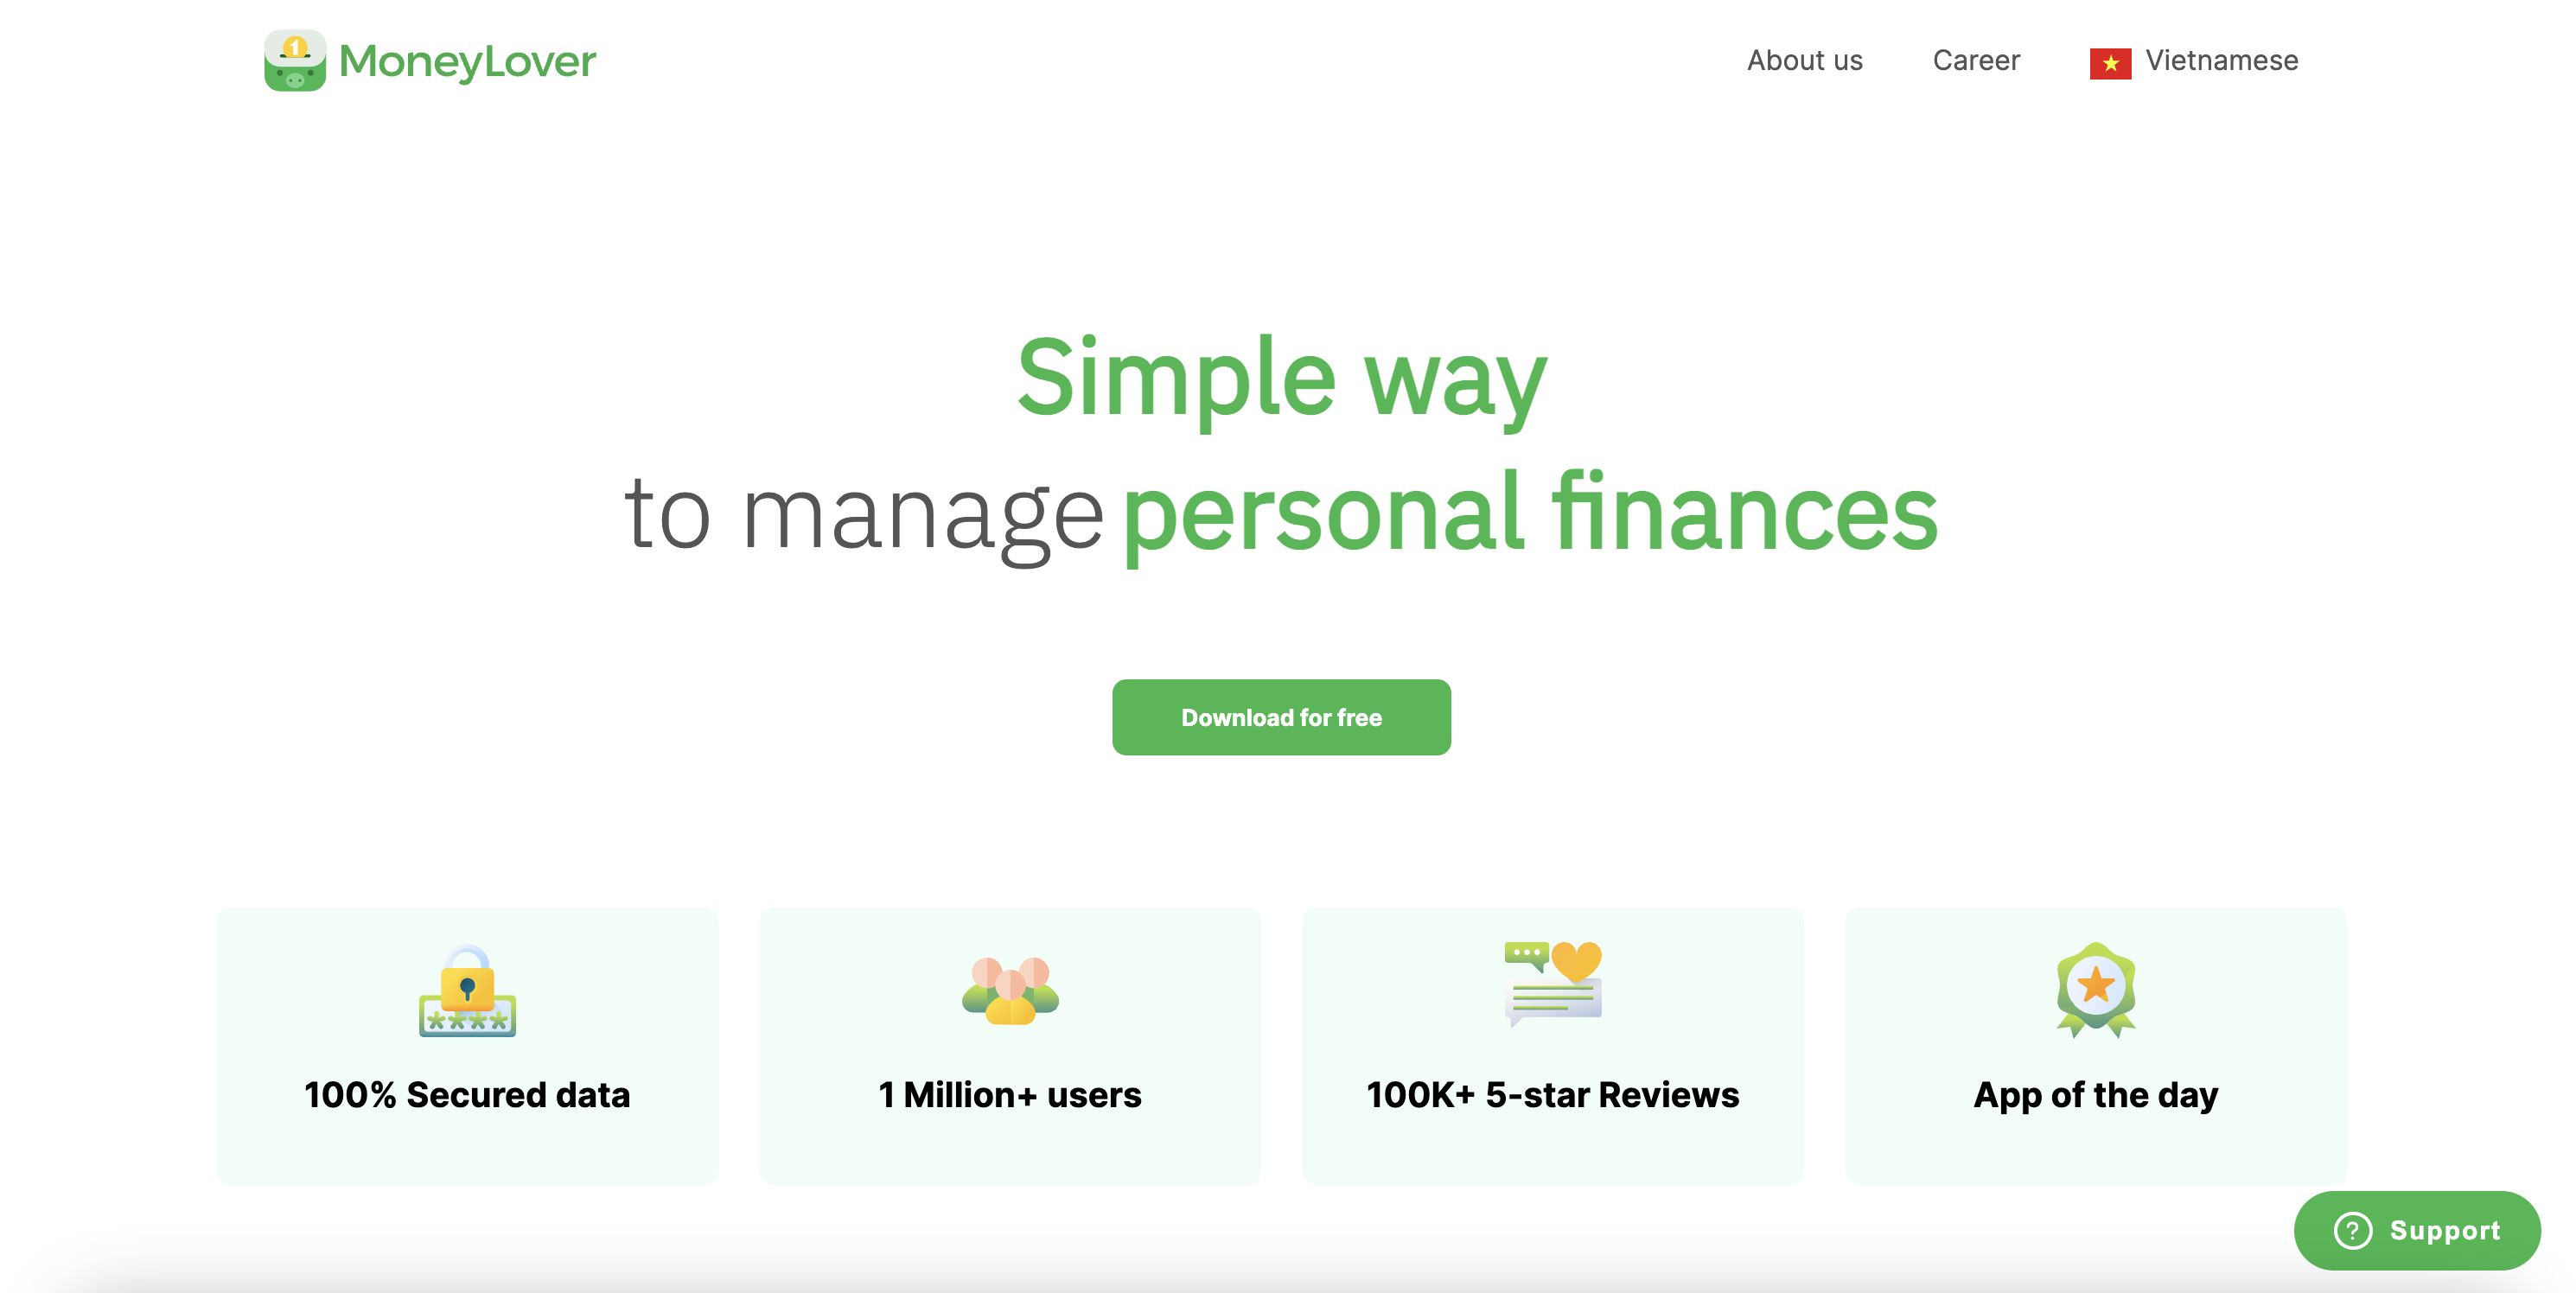 MoneyLover
About us
Career
Vietnamese
Simple way
to manage personal finances
Download for free
100% Secured data
1 Million+ users
100K+ 5-star Reviews
App of the day
Support